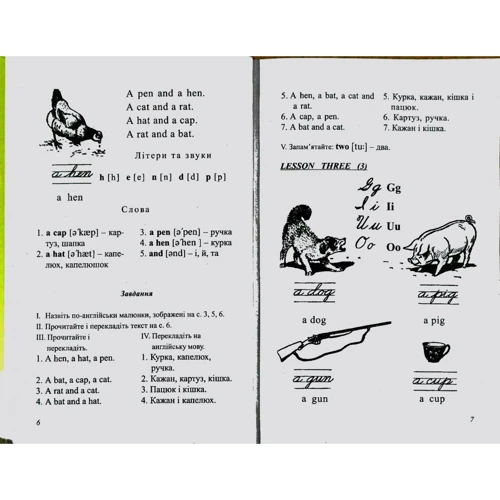 A pen and a hen.
A cat and a rat.
A hat and a cap.
A rat and a bat.
Літери та звуки
a hen h [h] e [e] n [n] d [d] p [p]
a hen
Слова
1. a cap [ə'kæp] – кар-
туз, шапка
2. a hat [ə'hæt] – капе-
люх, капелюшок
3. a pen [ə'pen] – ручка
4. a hen [ə'hen] – курка
5. and [ənd] – і, й, та
Завдання
I. Назвіть по-англійськи малюнки, зображені на с. 3, 5, 6.
II. Прочитайте і перекладіть текст на с. 6.
III. Прочитайте і
перекладіть.
IV. Перекладіть на
англійську мову.
1. A hen, a hat, a pen.
1. Курка, капелюх,
ручка.
2. A bat, a cap, a cat.
2. Кажан, картуз, кішка.
3. A rat and a cat.
3. Пацюк і кішка.
4. A bat and a hat.
4. Кажан і капелюх.
6
5. A hen, a bat, a cat and
a rat.
5. Курка, кажан, кішка і
пацюк.
6. A cap, a pen.
6. Картуз, ручка.
7. A bat and a cat.
7. Кажан і кішка.
V. Запам'ятайте: two [tu:] – два.
LESSON THREE (3)
Gg Gg
Ii Ii
Uu Uu
Oo Oo
a dog
a pig
a dog
a pig
a gun
a cup
a gun
a cup
7